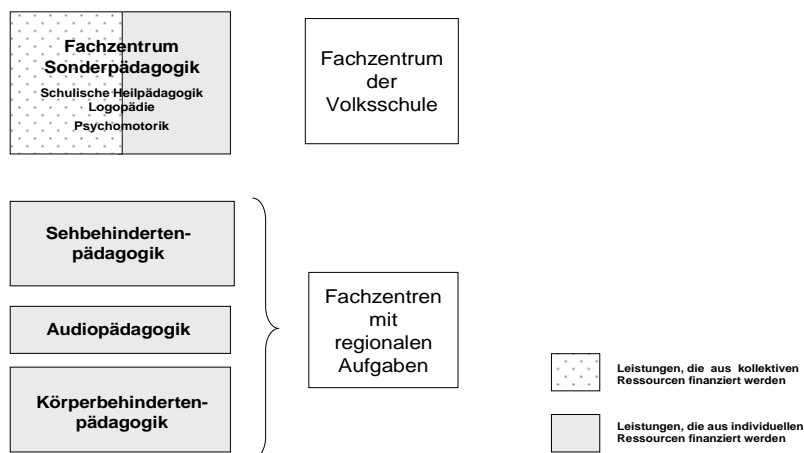 Fachzentrum
Sonderpädagogik
Schulische Heilpädagogik
Logopädie
Psychomotorik
Fachzentrum
der
Volksschule
Sehbehinderten-
pädagogik
Audiopädagogik
Körperbehinderten-
pädagogik
Fachzentren
mit
regionalen
Aufgaben
Leistungen, die aus kollektiven
Ressourcen finanziert werden
Leistungen, die aus individuellen
Ressourcen finanziert werden